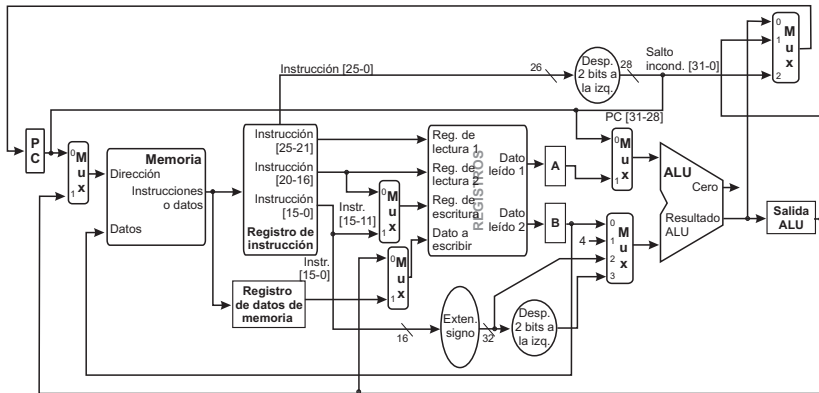 0
1
2
M
u
x
Salto
incond. [31-0]
Instrucción [25-0]
26
Desp.
2 bits a
la izq.
28
PC [31-28]
P
C
0
1
M
u
x
Memoria
Dirección
Instrucciones
o datos
Datos
Instrucción
[25-21]
Instrucción
[20-16]
Instrucción
[15-0]
Registro de
instrucción
Instr.
[15-11]
Instr.
[15-0]
Registro
de datos de
memoria
0
1
M
u
x
0
1
M
u
x
Reg. de
lectura 1
Reg. de
lectura 2
Reg. de
escritura
Dato a
escribir
REGISTROS
Dato
leído 1
Dato
leído 2
A
B
4
0
1
M
u
x
0
1
2
3
M
u
x
ALU
Cero
Resultado
ALU
Salida
ALU
16
Exten.
signo
32
Desp.
2 bits a
la izq.